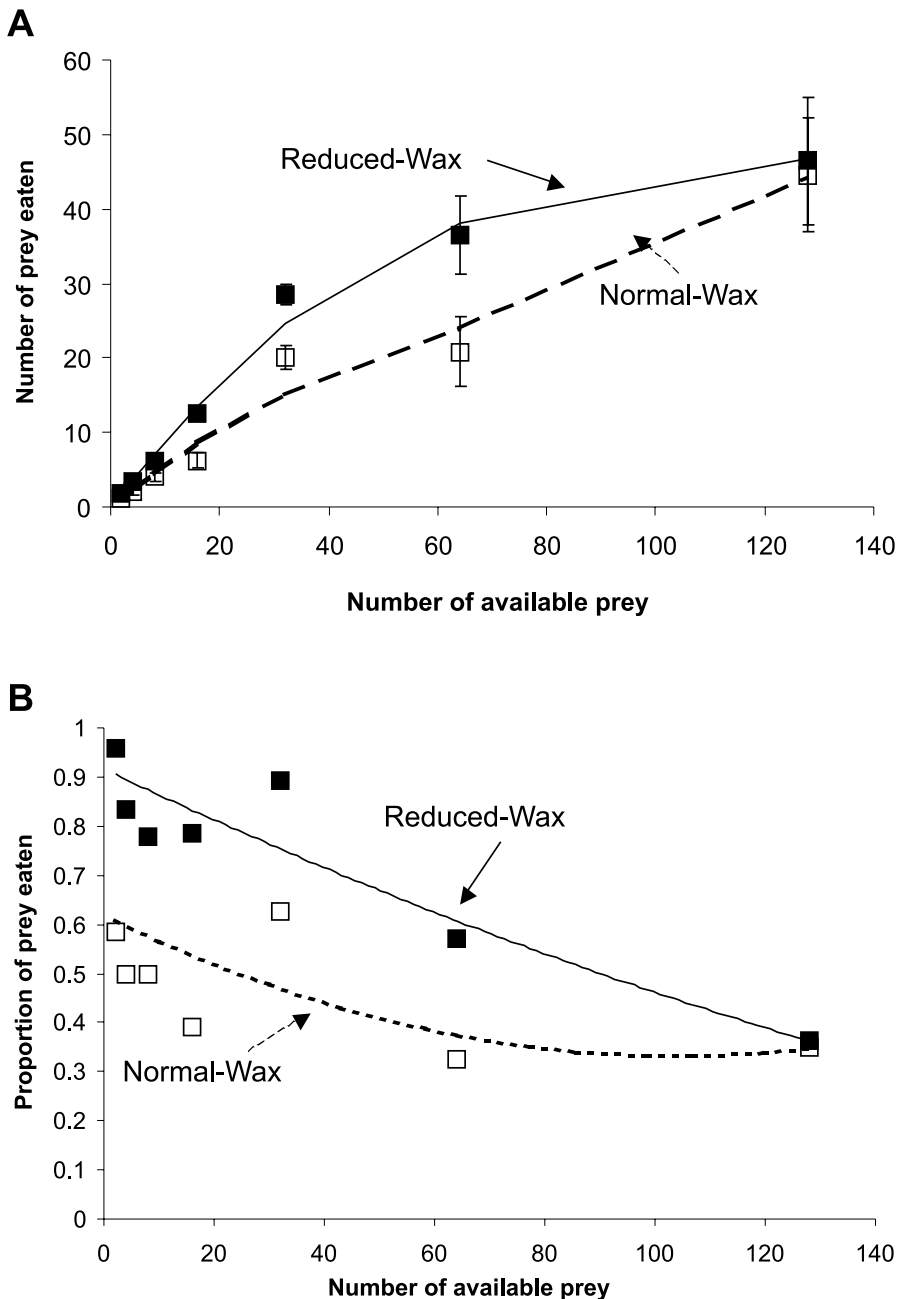 A
60
50
40
30
20
10
0
Number of prey eaten
Reduced-Wax
Normal-Wax
0 20 40 60 80 100 120 140
Number of available prey
B
1
0.9
0.8
0.7
0.6
0.5
0.4
0.3
0.2
0.1
0
Proportion of prey eaten
Reduced-Wax
Normal-Wax
0 20 40 60 80 100 120 140
Number of available prey